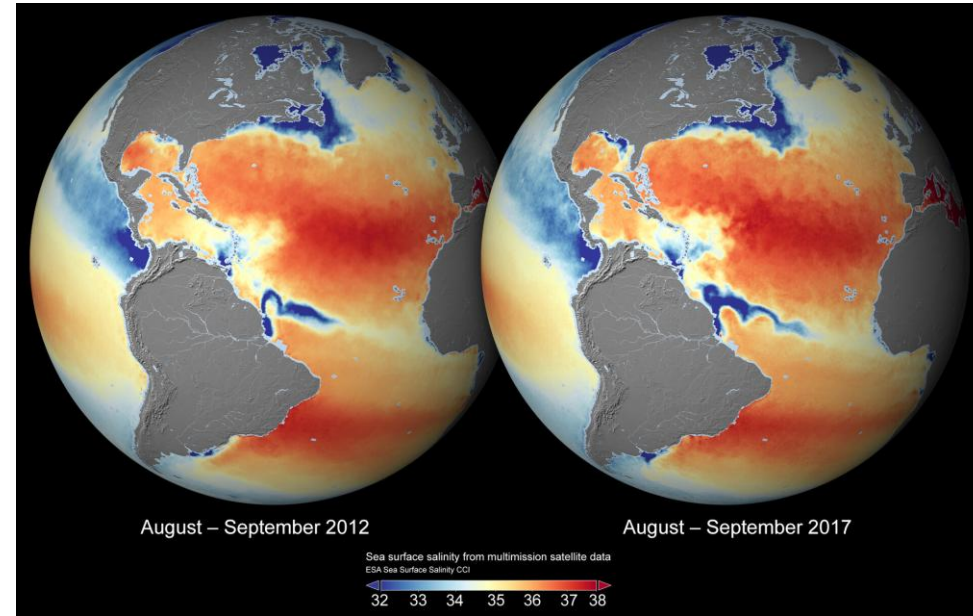 August – September 2012
August – September 2017
Sea surface salinity from multimission satellite data
ESA Sea Surface Salinity CCI
32 33 34 35 36 37 38